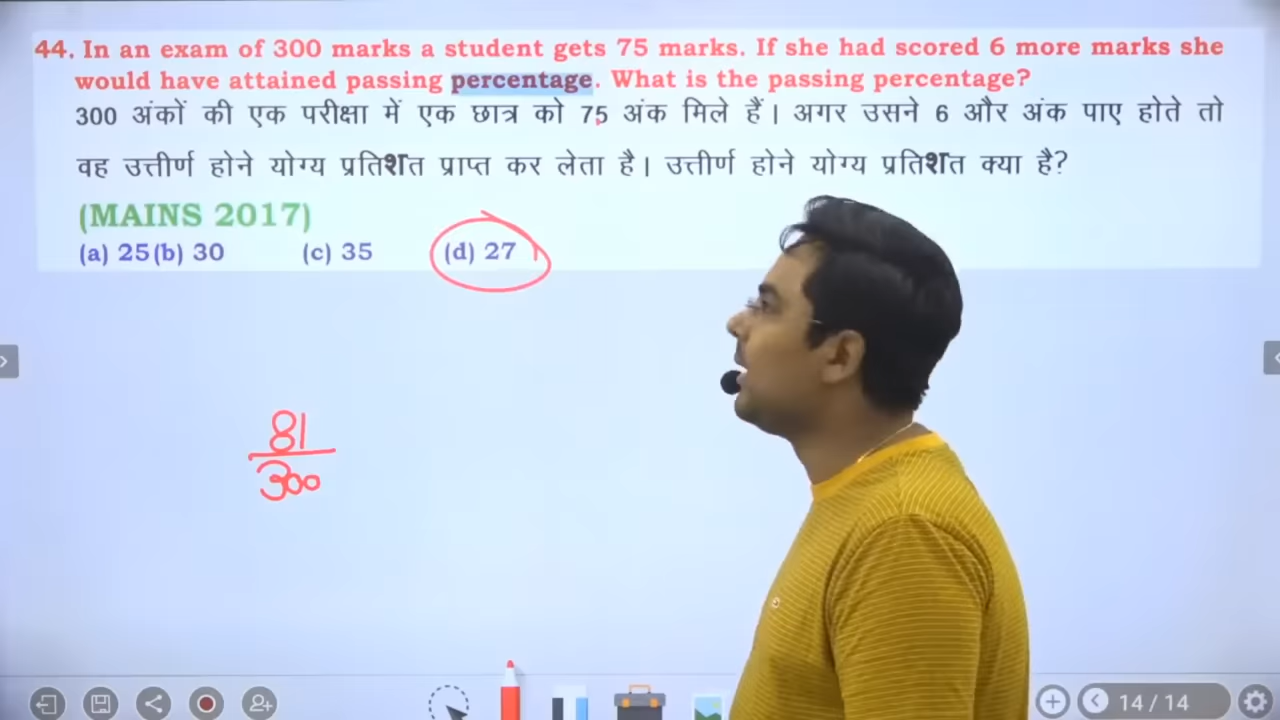 44. In an exam of 300 marks a student gets 75 marks. If she had scored 6 more marks she
would have attained passing percentage. What is the passing percentage?
300 अंकों की एक परीक्षा में एक छात्र को 75 अंक मिले हैं। अगर उसने 6 और अंक पाए होते तो
वह उत्तीर्ण होने योग्य प्रतिशत प्राप्त कर लेता है। उत्तीर्ण होने योग्य प्रतिशत क्या है?
(MAINS 2017)
(a) 25 (b) 30 (c) 35 (d) 27
81
300
14 / 14